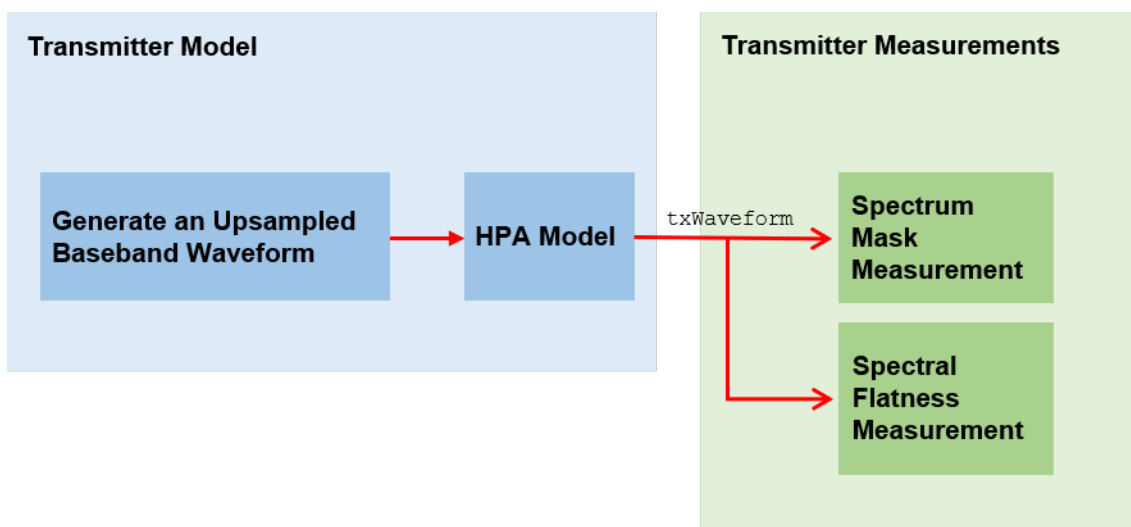 Transmitter Model
Generate an Upsampled
Baseband Waveform
HPA Model
txWaveform
Transmitter Measurements
Spectrum
Mask
Measurement
Spectral
Flatness
Measurement